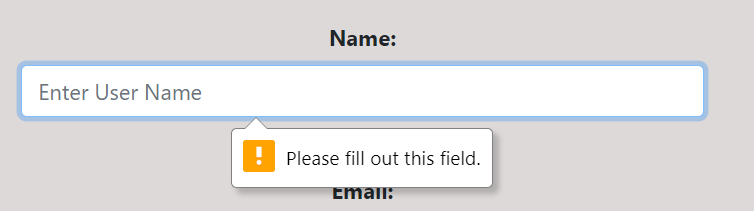 Name:
Enter User Name
Please fill out this field.
Email: